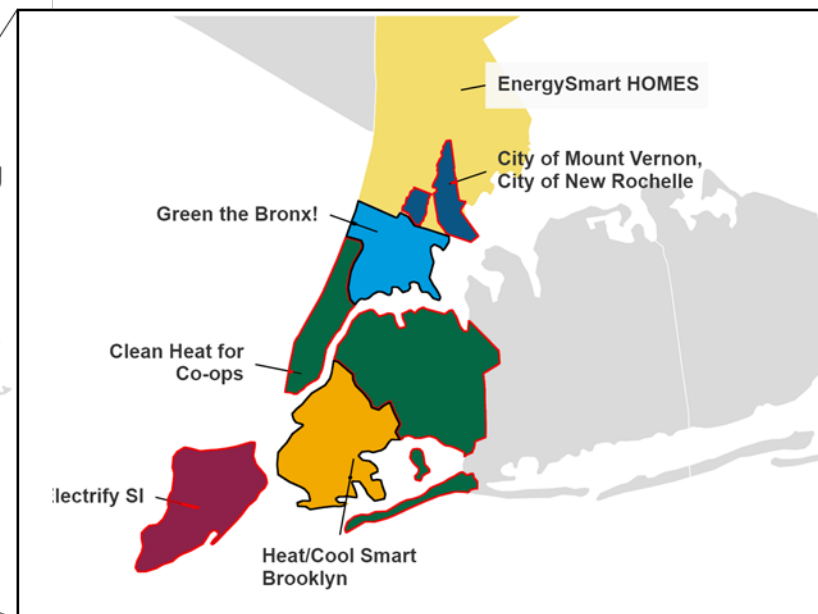 EnergySmart HOMES
City of Mount Vernon,
City of New Rochelle
Green the Bronx!
Clean Heat for
Co-ops
lectrify SI
Heat/Cool Smart
Brooklyn